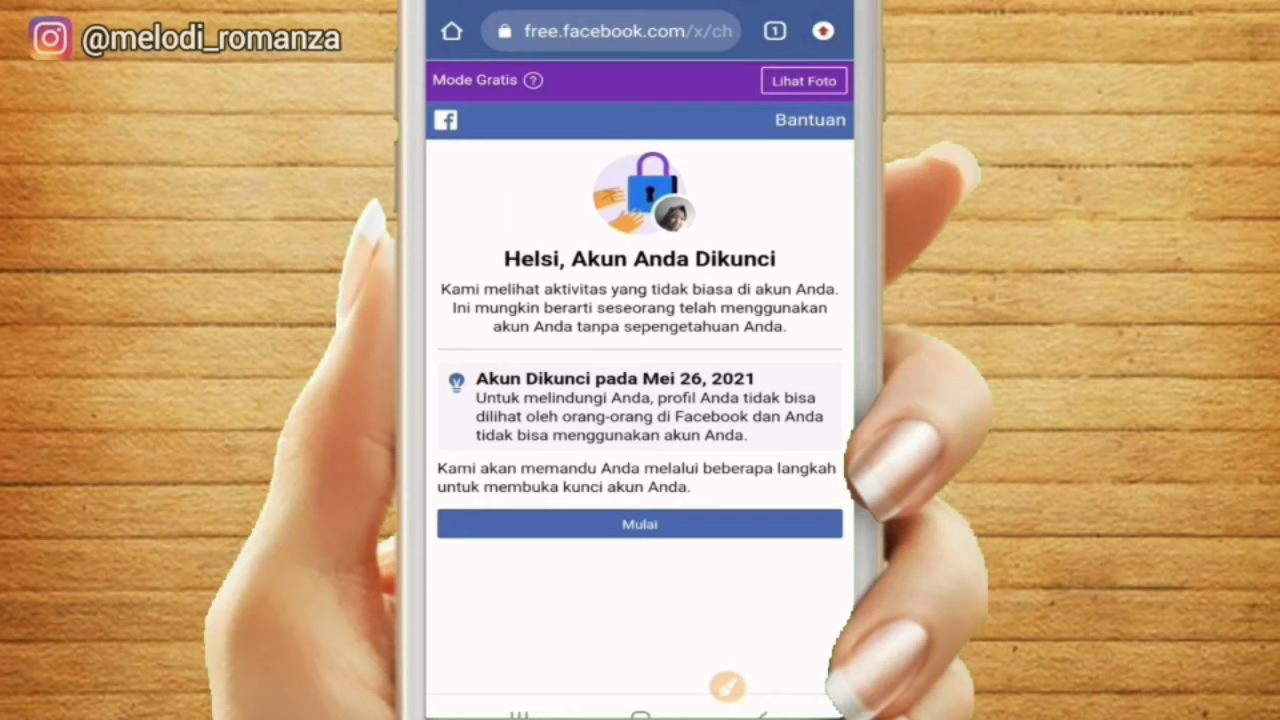 @melodi_romanza
free.facebook.com/x/ch
1
Mode Gratis ?
Lihat Foto
f
Bantuan
Helsi, Akun Anda Dikunci
Kami melihat aktivitas yang tidak biasa di akun Anda.
Ini mungkin berarti seseorang telah menggunakan
akun Anda tanpa sepengetahuan Anda.
Akun Dikunci pada Mei 26, 2021
Untuk melindungi Anda, profil Anda tidak bisa
dilihat oleh orang-orang di Facebook dan Anda
tidak bisa menggunakan akun Anda.
Kami akan memandu Anda melalui beberapa langkah
untuk membuka kunci akun Anda.
Mulai